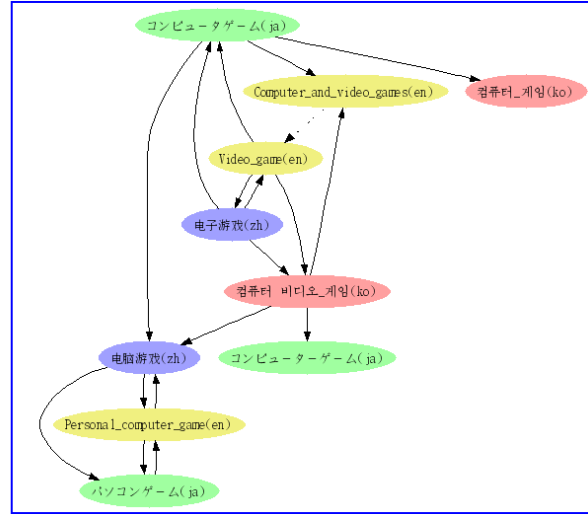 コンピュータゲーム(ja)
Computer_and_video_games(en)
컴퓨터_게임(ko)
Video_game(en)
电子游戏(zh)
컴퓨터 비디오_게임(ko)
电脑游戏(zh)
コンピューターゲーム(ja)
Personal_computer_game(en)
パソコンゲーム(ja)